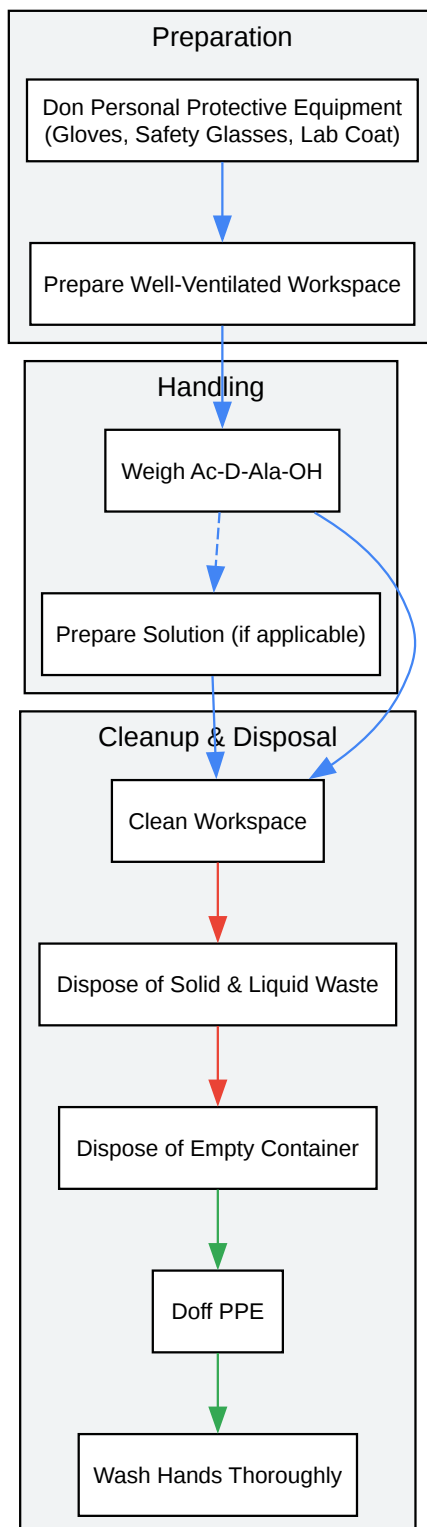 Preparation
Don Personal Protective Equipment
(Gloves, Safety Glasses, Lab Coat)
Prepare Well-Ventilated Workspace
Handling
Weigh Ac-D-Ala-OH
Prepare Solution (if applicable)
Cleanup & Disposal
Clean Workspace
Dispose of Solid & Liquid Waste
Dispose of Empty Container
Doff PPE
Wash Hands Thoroughly